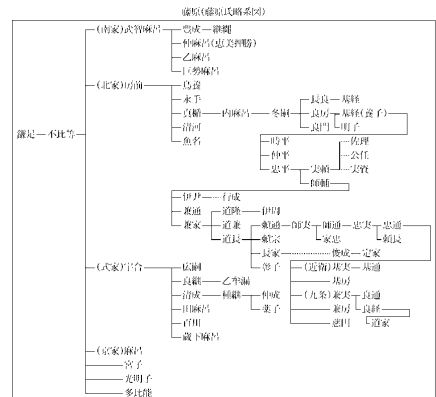 藤原(藤原氏略系図)
(南家)武智麻呂 豊成 継縄
仲麻呂(恵美押勝)
乙麻呂
巨勢麻呂
(北家)房前 鳥養
永手 長良 基経
真楯 内麻呂 冬嗣 良房 基経(養子)
清河 良門 明子
魚名 時平 佐理
鎌足 不比等 仲平 公任
忠平 実頼 実資
師輔
伊尹 行成
兼通 道隆 伊周
兼家 道兼 頼通 師実 師通 忠実 忠通
道長 頼宗 家忠 頼長
長家 俊成 定家
(式家)宇合 広嗣 彰子 (近衛)基実 基通
良継 乙牟漏 基房
清成 種継 仲成 (九条)兼実 良通
田麻呂 薬子 兼房 良経
百川 慈円 道家
蔵下麻呂
(京家)麻呂
宮子
光明子
多比能